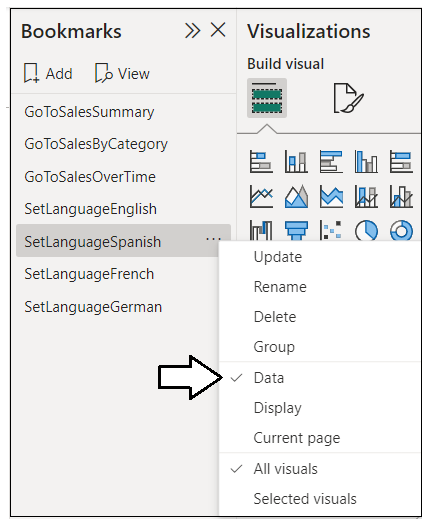 Bookmarks
Add
View
GoToSalesSummary
GoToSalesByCategory
GoToSalesOverTime
SetLanguageEnglish
SetLanguageSpanish
SetLanguageFrench
SetLanguageGerman
Visualizations
Build visual
Update
Rename
Delete
Group
Data
Display
Current page
All visuals
Selected visuals